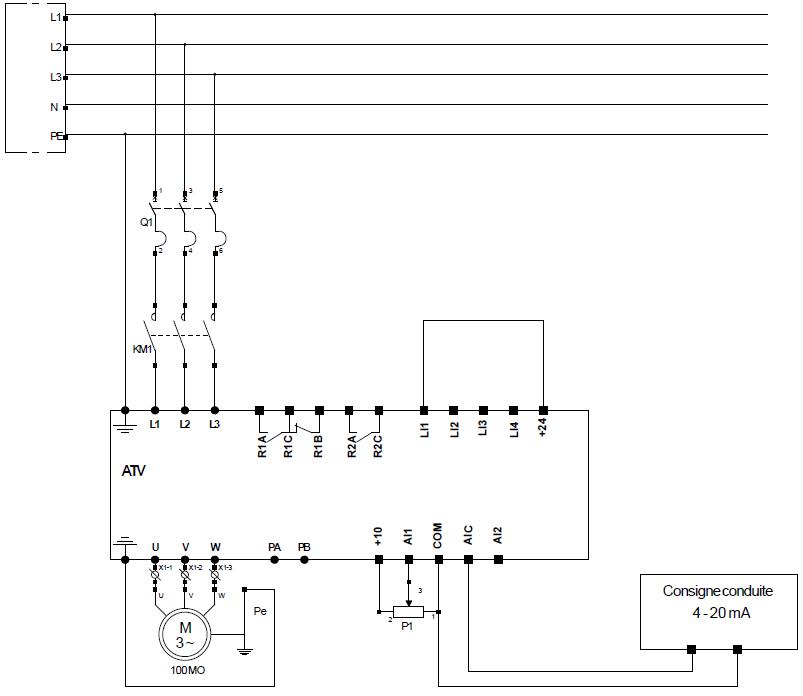 L1
L2
L3
N
PE
1 3 5
Q1
2 4 6
KM1
L1 L2 L3 R1A R1C R1B R2A R2C LI1 LI2 LI3 LI4 +24
ATV
U V W PA PB +10 AI1 COM AIC AI2
X1-1 X1-2 X1-3
U V W
Pe
3
2 1
P1
M
3~
100MO
Consigne conduite
4 - 20 mA